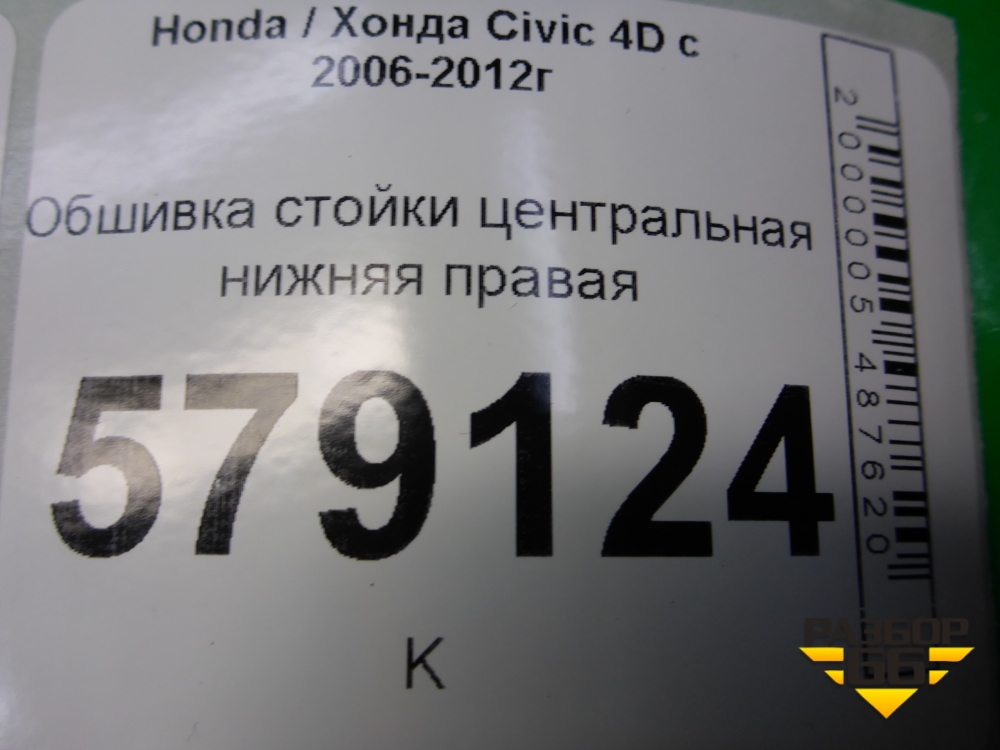 Honda / Хонда Civic 4D с
2006-2012г
Обшивка стойки центральная
нижняя правая
579124
К
2000005487620
РАЗБОР
66